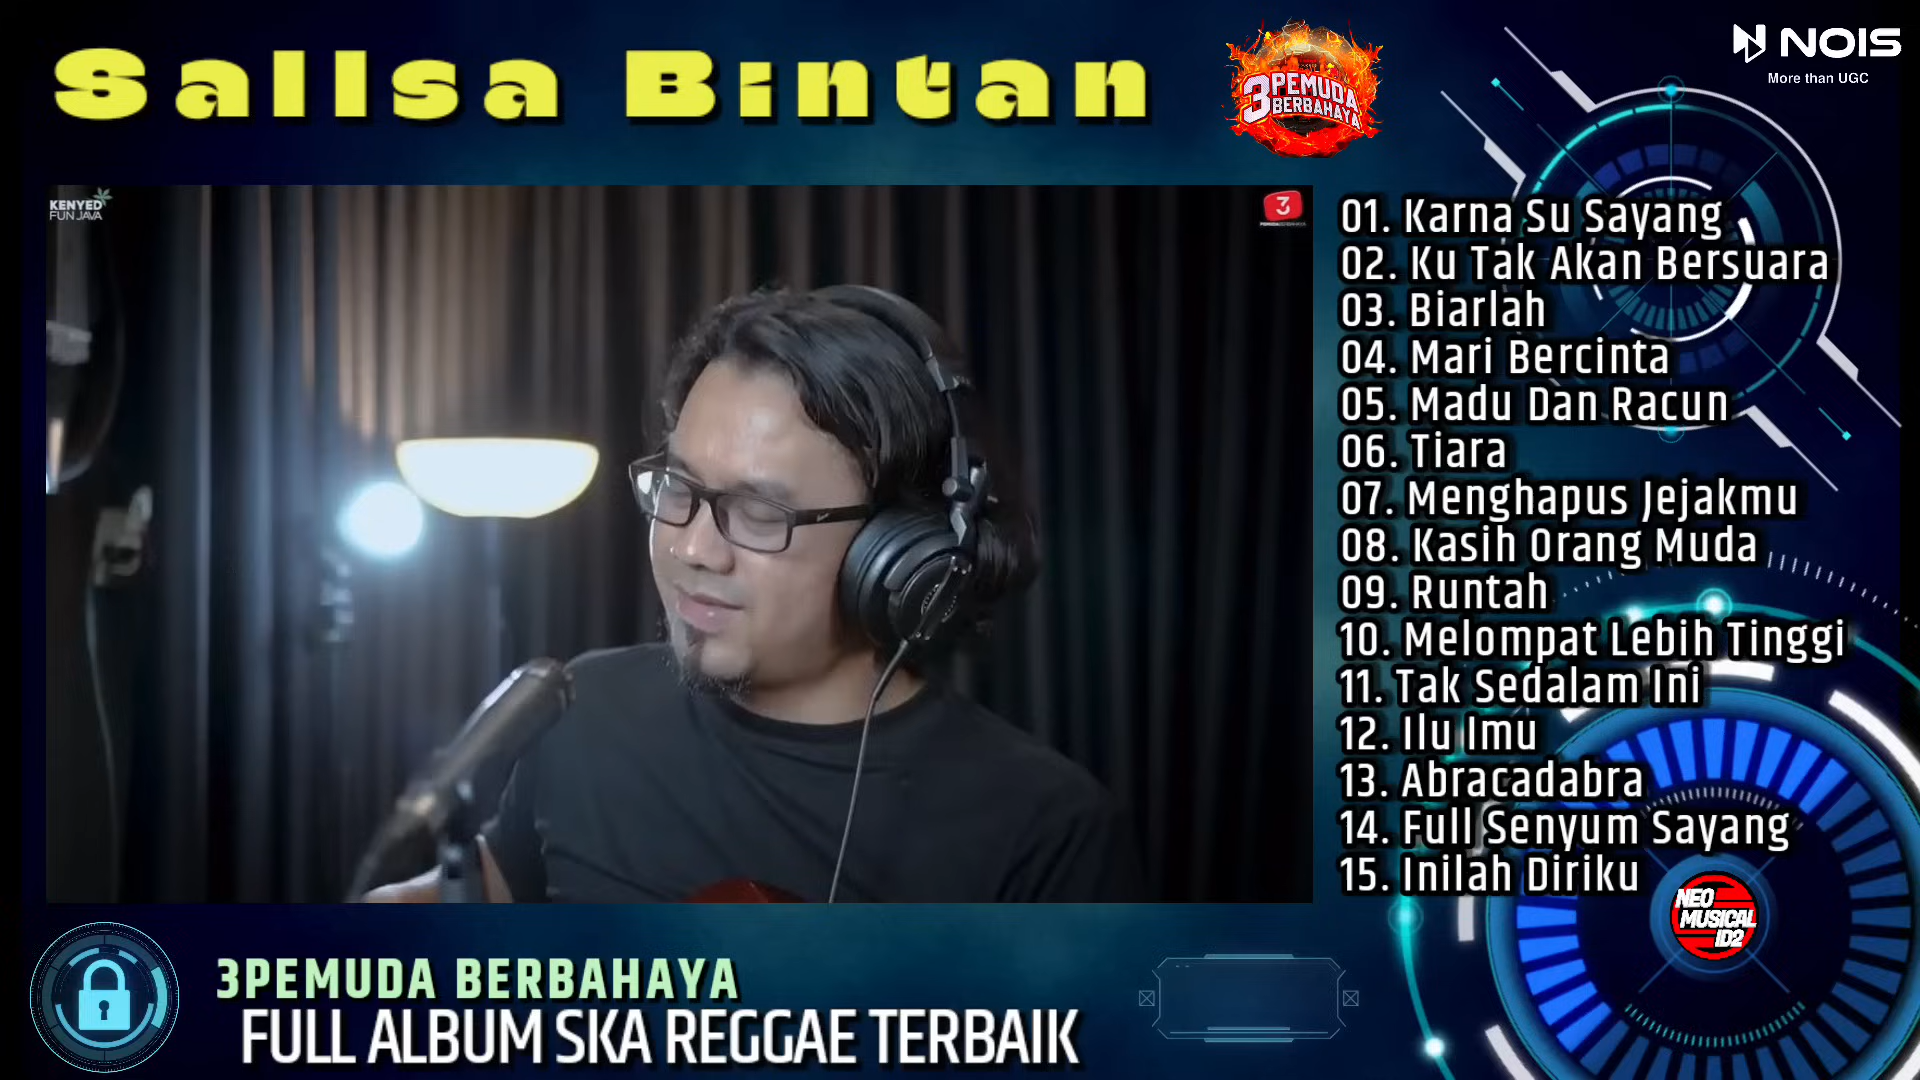 Sallsa Bintan
3PEMUDA
BERBAHAYA
NOIS
More than UGC
KENYED
FUN JAVA
3
01. Karna Su Sayang
02. Ku Tak Akan Bersuara
03. Biarlah
04. Mari Bercinta
05. Madu Dan Racun
06. Tiara
07. Menghapus Jejakmu
08. Kasih Orang Muda
09. Runtah
10. Melompat Lebih Tinggi
11. Tak Sedalam Ini
12. Ilu Imu
13. Abracadabra
14. Full Senyum Sayang
15. Inilah Diriku
NEO
MUSICAL
ID2
3PEMUDA BERBAHAYA
FULL ALBUM SKA REGGAE TERBAIK